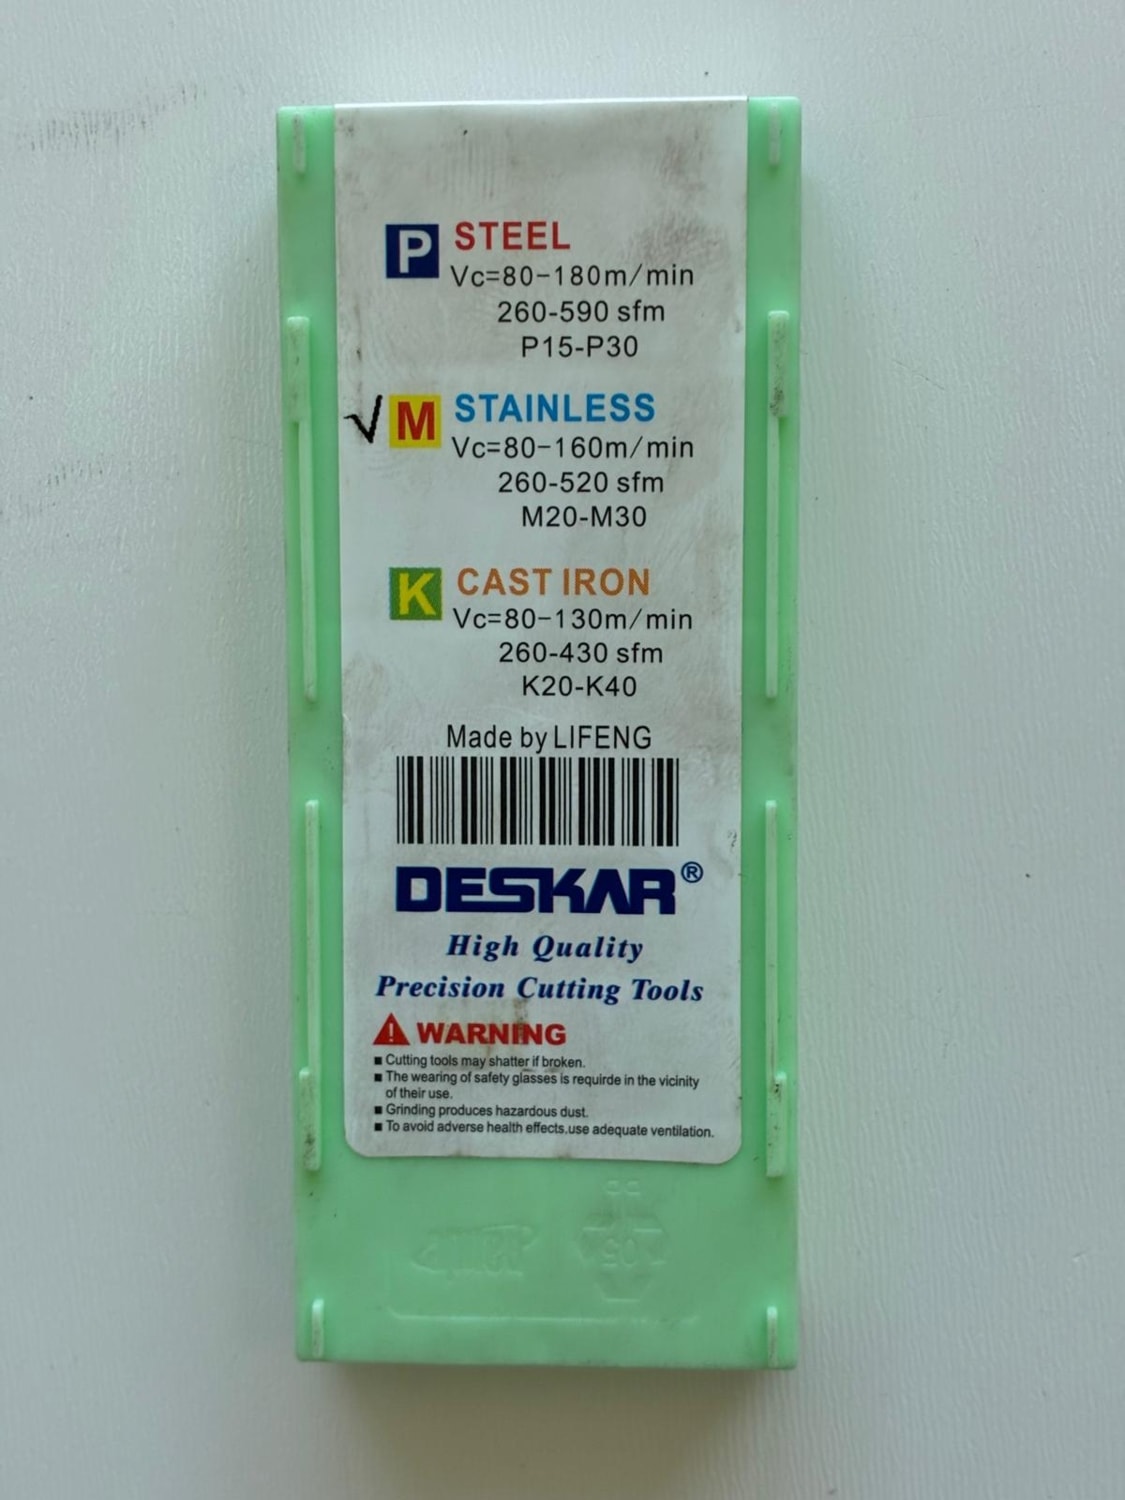 P STEEL
Vc=80-180m/min
260-590 sfm
P15-P30
√ M STAINLESS
Vc=80-160m/min
260-520 sfm
M20-M30
K CAST IRON
Vc=80-130m/min
260-430 sfm
K20-K40
Made by LIFENG
DESKAR®
High Quality
Precision Cutting Tools
! WARNING
■ Cutting tools may shatter if broken.
■ The wearing of safety glasses is requirde in the vicinity
of their use.
■ Grinding produces hazardous dust.
■ To avoid adverse health effects.use adequate ventilation.
05